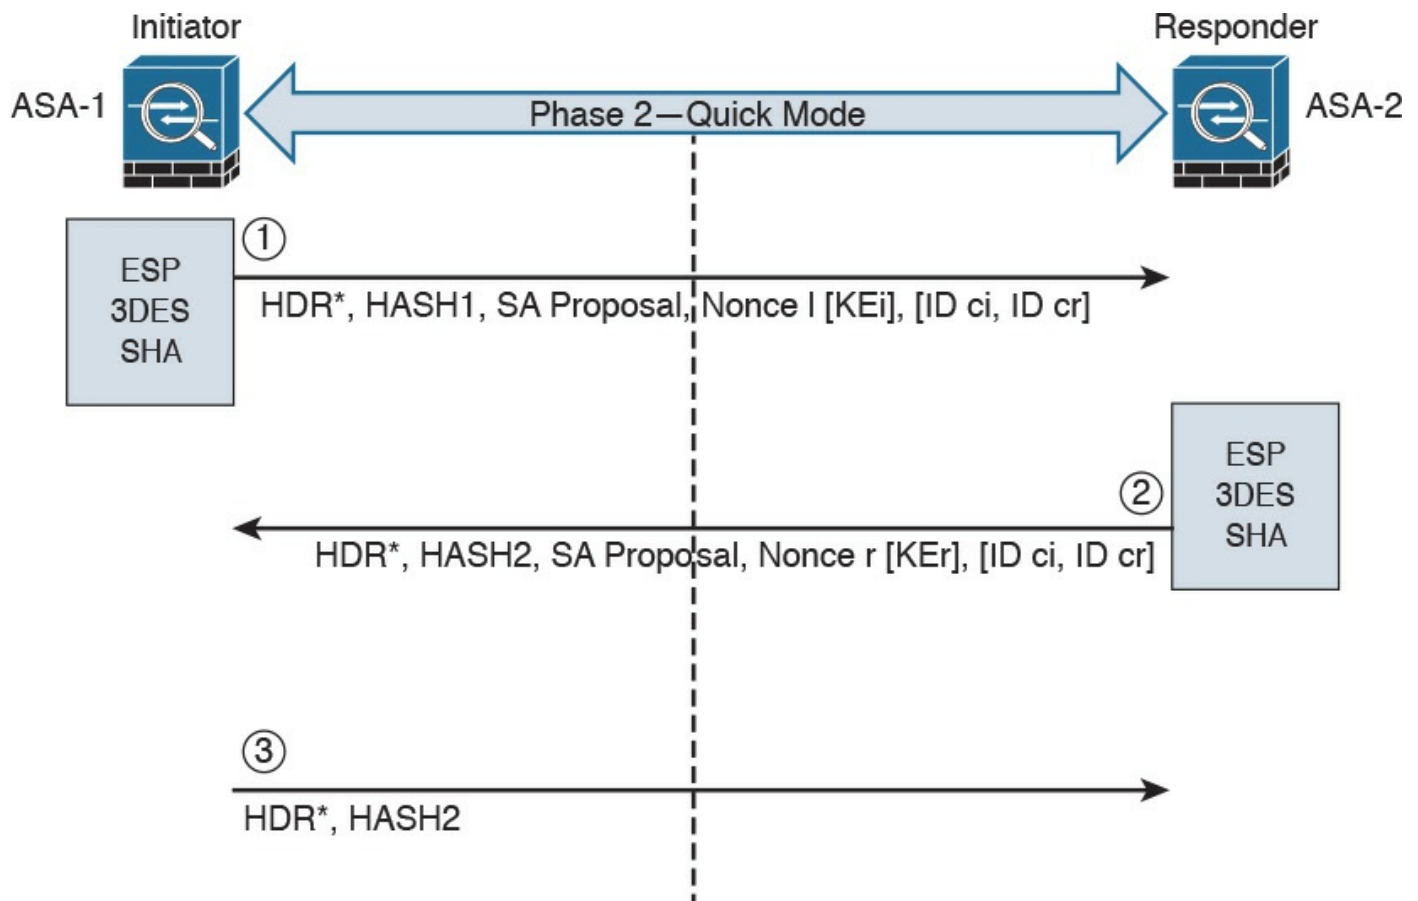 Initiator
Responder
ASA-1
Phase 2—Quick Mode
ASA-2
1
ESP
3DES
SHA
HDR*, HASH1, SA Proposal, Nonce l [KEi], [ID ci, ID cr]
2
ESP
3DES
SHA
HDR*, HASH2, SA Proposal, Nonce r [KEr], [ID ci, ID cr]
3
HDR*, HASH2